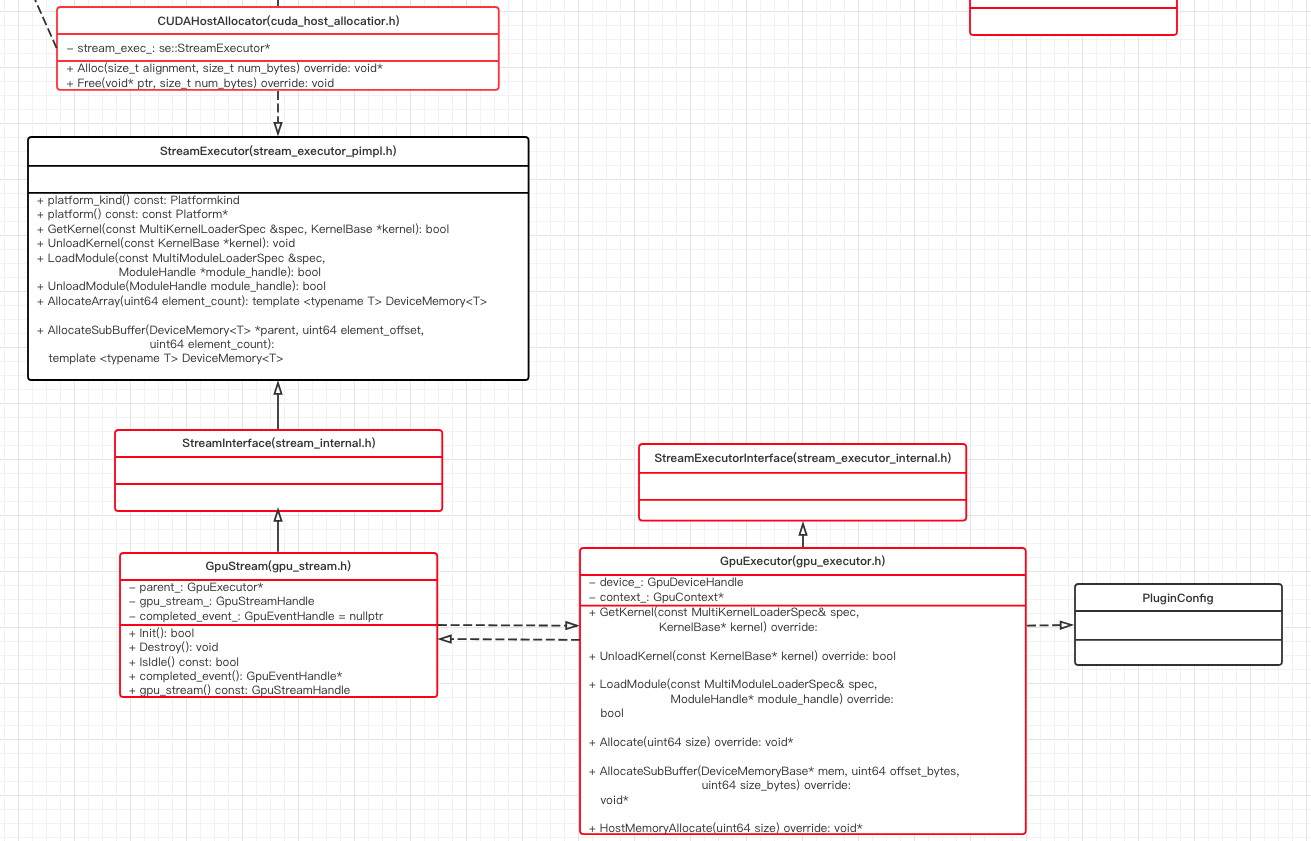 CUDAHostAllocator(cuda_host_allocatior.h)
− stream_exec_: se::StreamExecutor*
+ Alloc(size_t alignment, size_t num_bytes) override: void*
+ Free(void* ptr, size_t num_bytes) override: void
StreamExecutor(stream_executor_pimpl.h)
+ platform_kind() const: Platformkind
+ platform() const: const Platform*
+ GetKernel(const MultiKernelLoaderSpec &spec, KernelBase *kernel): bool
+ UnloadKernel(const KernelBase *kernel): void
+ LoadModule(const MultiModuleLoaderSpec &spec,
ModuleHandle *module_handle): bool
+ UnloadModule(ModuleHandle module_handle): bool
+ AllocateArray(uint64 element_count): template <typename T> DeviceMemory<T>
+ AllocateSubBuffer(DeviceMemory<T> *parent, uint64 element_offset,
uint64 element_count):
template <typename T> DeviceMemory<T>
StreamInterface(stream_internal.h)
GpuStream(gpu_stream.h)
− parent_: GpuExecutor*
− gpu_stream_: GpuStreamHandle
− completed_event_: GpuEventHandle = nullptr
+ Init(): bool
+ Destroy(): void
+ IsIdle() const: bool
+ completed_event(): GpuEventHandle*
+ gpu_stream() const: GpuStreamHandle
StreamExecutorInterface(stream_executor_internal.h)
GpuExecutor(gpu_executor.h)
− device_: GpuDeviceHandle
− context_: GpuContext*
+ GetKernel(const MultiKernelLoaderSpec& spec,
KernelBase* kernel) override:
+ UnloadKernel(const KernelBase* kernel) override: bool
+ LoadModule(const MultiModuleLoaderSpec& spec,
ModuleHandle* module_handle) override:
bool
+ Allocate(uint64 size) override: void*
+ AllocateSubBuffer(DeviceMemoryBase* mem, uint64 offset_bytes,
uint64 size_bytes) override:
void*
+ HostMemoryAllocate(uint64 size) override: void*
PluginConfig